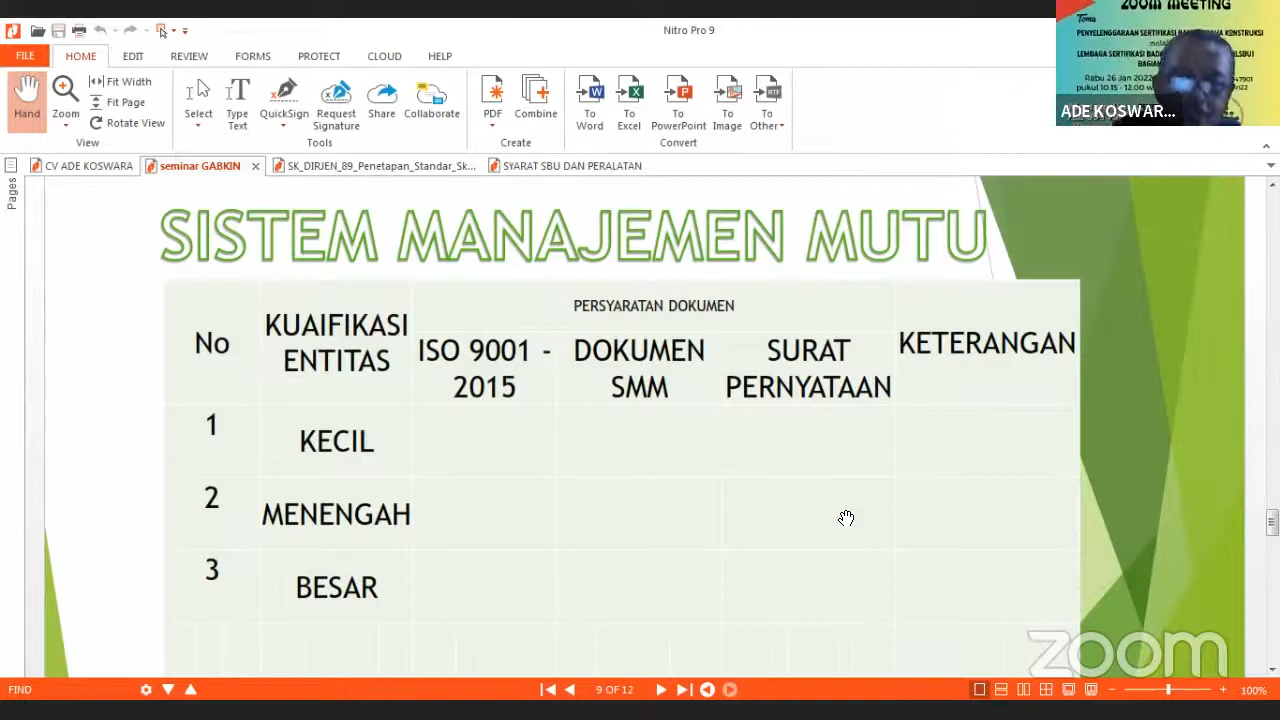 Nitro Pro 9
FILE
HOME
EDIT
REVIEW
FORMS
PROTECT
CLOUD
HELP
Hand
Zoom
Fit Width
Fit Page
Rotate View
View
Select
Type Text
QuickSign
Request Signature
Share
Collaborate
Tools
PDF
Combine
Create
To Word
To Excel
To PowerPoint
To Image
To Other
Convert
ZOOM MEETING
Tema
ADE KOSWAR...
CV ADE KOSWARA
seminar GABKIN
SK_DIRJEN_89_Penetapan_Standar_Sk...
SYARAT SBU DAN PERALATAN
Pages
SISTEM MANAJEMEN MUTU
No
KUAIFIKASI
ENTITAS
PERSYARATAN DOKUMEN
ISO 9001 -
2015
DOKUMEN
SMM
SURAT
PERNYATAAN
KETERANGAN
1
KECIL
2
MENENGAH
3
BESAR
zoom
FIND
9 OF 12
100%